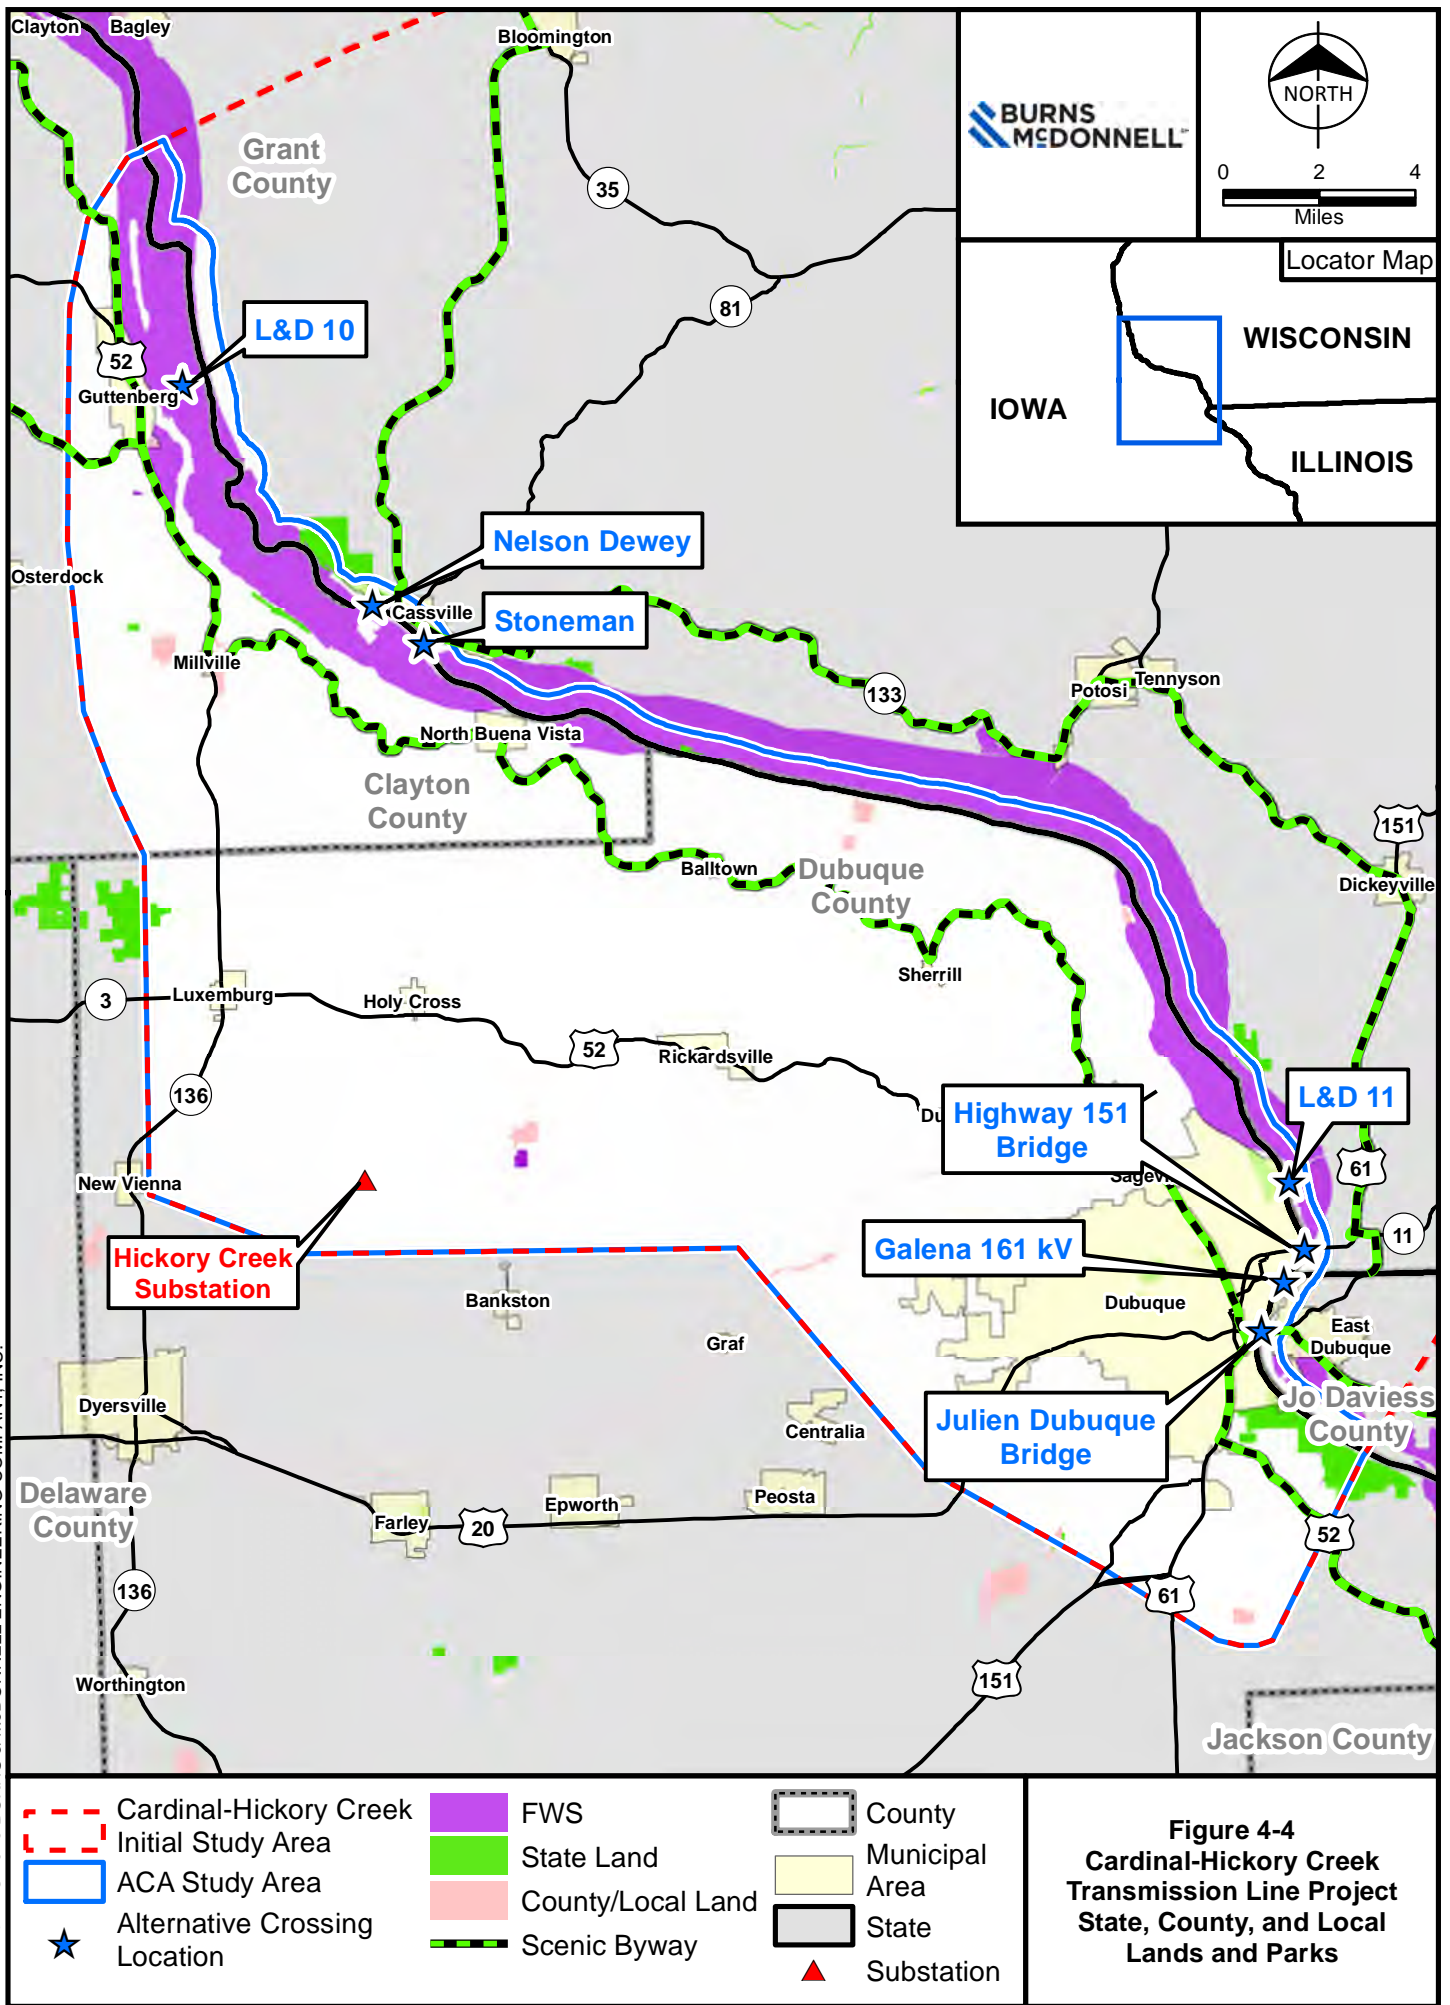 Clayton
Bagley
Bloomington
BURNS
McDONNELL
NORTH
0 2 4
Miles
Grant
County
35
Locator Map
WISCONSIN
IOWA
ILLINOIS
81
L&D 10
52
Guttenberg
Nelson Dewey
Osterdock
Cassville
Stoneman
Millville
133
Potosi
Tennyson
North Buena Vista
Clayton
County
151
Balltown
Dubuque
County
Dickeyville
Sherrill
3
Luxemburg
Holy Cross
52
Rickardsville
136
Du
Highway 151
Bridge
L&D 11
61
New Vienna
Sagevi
11
Hickory Creek
Substation
Galena 161 kV
Bankston
Dubuque
East
Dubuque
Graf
Dyersville
Julien Dubuque
Bridge
Jo Daviess
County
Centralia
Delaware
County
Farley
20
Epworth
Peosta
52
136
61
151
Worthington
Jackson County
Cardinal-Hickory Creek
Initial Study Area
ACA Study Area
Alternative Crossing
Location
FWS
State Land
County/Local Land
Scenic Byway
County
Municipal
Area
State
Substation
Figure 4-4
Cardinal-Hickory Creek
Transmission Line Project
State, County, and Local
Lands and Parks